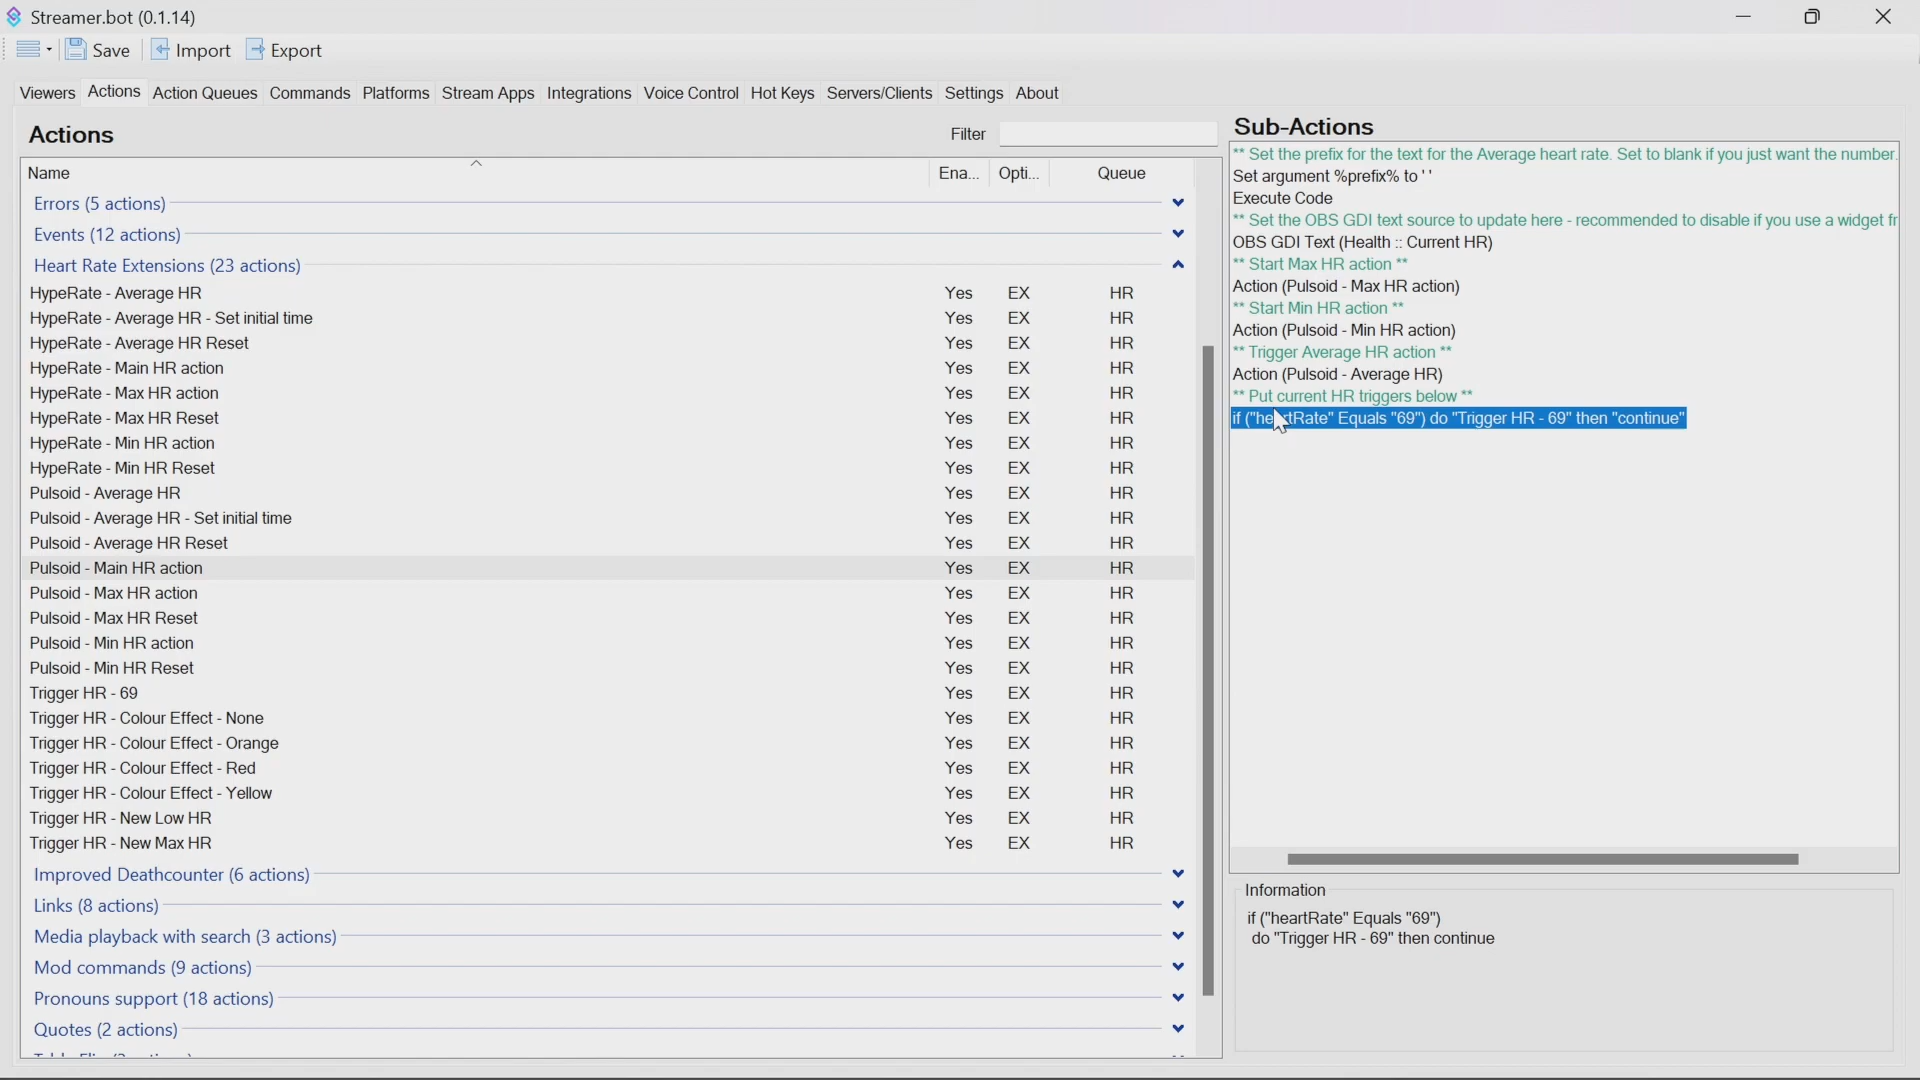 Streamer.bot (0.1.14)
Save Import Export
Viewers Actions Action Queues Commands Platforms Stream Apps Integrations Voice Control Hot Keys Servers/Clients Settings About
Actions
Filter
Name Ena... Opti... Queue
Errors (5 actions)
Events (12 actions)
Heart Rate Extensions (23 actions)
HypeRate - Average HR Yes EX HR
HypeRate - Average HR - Set initial time Yes EX HR
HypeRate - Average HR Reset Yes EX HR
HypeRate - Main HR action Yes EX HR
HypeRate - Max HR action Yes EX HR
HypeRate - Max HR Reset Yes EX HR
HypeRate - Min HR action Yes EX HR
HypeRate - Min HR Reset Yes EX HR
Pulsoid - Average HR Yes EX HR
Pulsoid - Average HR - Set initial time Yes EX HR
Pulsoid - Average HR Reset Yes EX HR
Pulsoid - Main HR action Yes EX HR
Pulsoid - Max HR action Yes EX HR
Pulsoid - Max HR Reset Yes EX HR
Pulsoid - Min HR action Yes EX HR
Pulsoid - Min HR Reset Yes EX HR
Trigger HR - 69 Yes EX HR
Trigger HR - Colour Effect - None Yes EX HR
Trigger HR - Colour Effect - Orange Yes EX HR
Trigger HR - Colour Effect - Red Yes EX HR
Trigger HR - Colour Effect - Yellow Yes EX HR
Trigger HR - New Low HR Yes EX HR
Trigger HR - New Max HR Yes EX HR
Improved Deathcounter (6 actions)
Links (8 actions)
Media playback with search (3 actions)
Mod commands (9 actions)
Pronouns support (18 actions)
Quotes (2 actions)
Sub-Actions
** Set the prefix for the text for the Average heart rate. Set to blank if you just want the number.
Set argument %prefix% to ' '
Execute Code
** Set the OBS GDI text source to update here - recommended to disable if you use a widget fr
OBS GDI Text (Health :: Current HR)
** Start Max HR action **
Action (Pulsoid - Max HR action)
** Start Min HR action **
Action (Pulsoid - Min HR action)
** Trigger Average HR action **
Action (Pulsoid - Average HR)
** Put current HR triggers below **
if ("heartRate" Equals "69") do "Trigger HR - 69" then "continue"
Information
if ("heartRate" Equals "69")
do "Trigger HR - 69" then continue